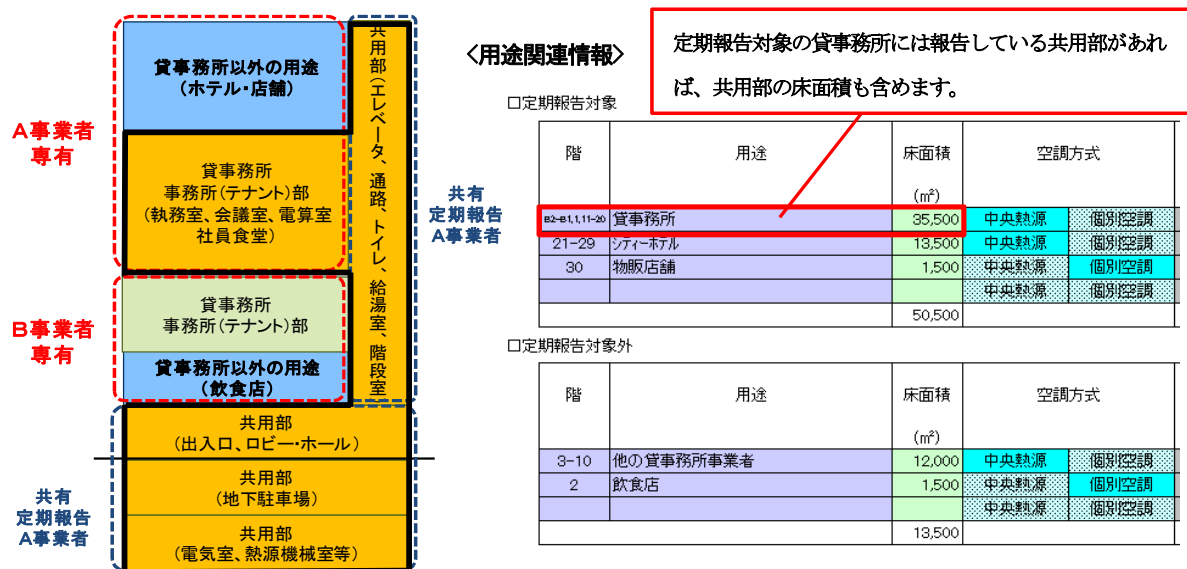 貸事務所以外の用途
(ホテル・店舗)
A事業者
専有
貸事務所
事務所(テナント)部
(執務室、会議室、電算室
社員食堂)
共用部(エレベータ、通路、トイレ、給湯室、階段室)
共有
定期報告
A事業者
貸事務所
事務所(テナント)部
B事業者
専有
貸事務所以外の用途
(飲食店)
共用部
(出入口、ロビー・ホール)
共用部
(地下駐車場)
共有
定期報告
A事業者
共用部
(電気室、熱源機械室等)
<用途関連情報>
定期報告対象の貸事務所には報告している共用部があれ
ば、共用部の床面積も含めます。
□定期報告対象
階 用途 床面積 空調方式
(㎡)
B2-B1,1,11-20 貸事務所 35,500 中央熱源 個別空調
21-29 シティーホテル 13,500 中央熱源 個別空調
30 物販店舗 1,500 中央熱源 個別空調
中央熱源 個別空調
50,500
□定期報告対象外
階 用途 床面積 空調方式
(㎡)
3-10 他の貸事務所事業者 12,000 中央熱源 個別空調
2 飲食店 1,500 中央熱源 個別空調
中央熱源 個別空調
13,500